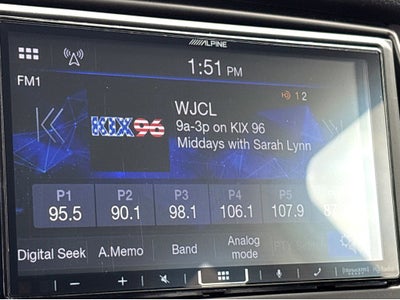 ALPINE
1:51 PM
FM1
HD 1 2
WJCL
KIX 96
9a-3p on KIX 96
Middays with Sarah Lynn
P1 P2 P3 P4 P5
95.5 90.1 98.1 106.1 107.9 87
Digital Seek A.Memo Band Analog mode